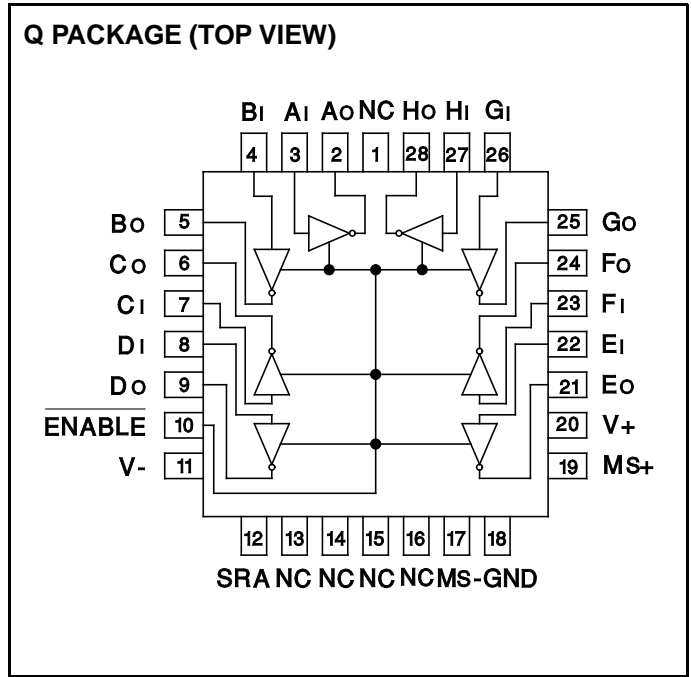 Q PACKAGE (TOP VIEW)
BI AI AO NC HO HI GI
4 3 2 1 28 27 26
BO 5 25 GO
CO 6 24 FO
CI 7 23 FI
DI 8 22 EI
DO 9 21 EO
ENABLE 10 20 V+
V- 11 19 MS+
12 13 14 15 16 17 18
SRA NC NC NC NC MS- GND